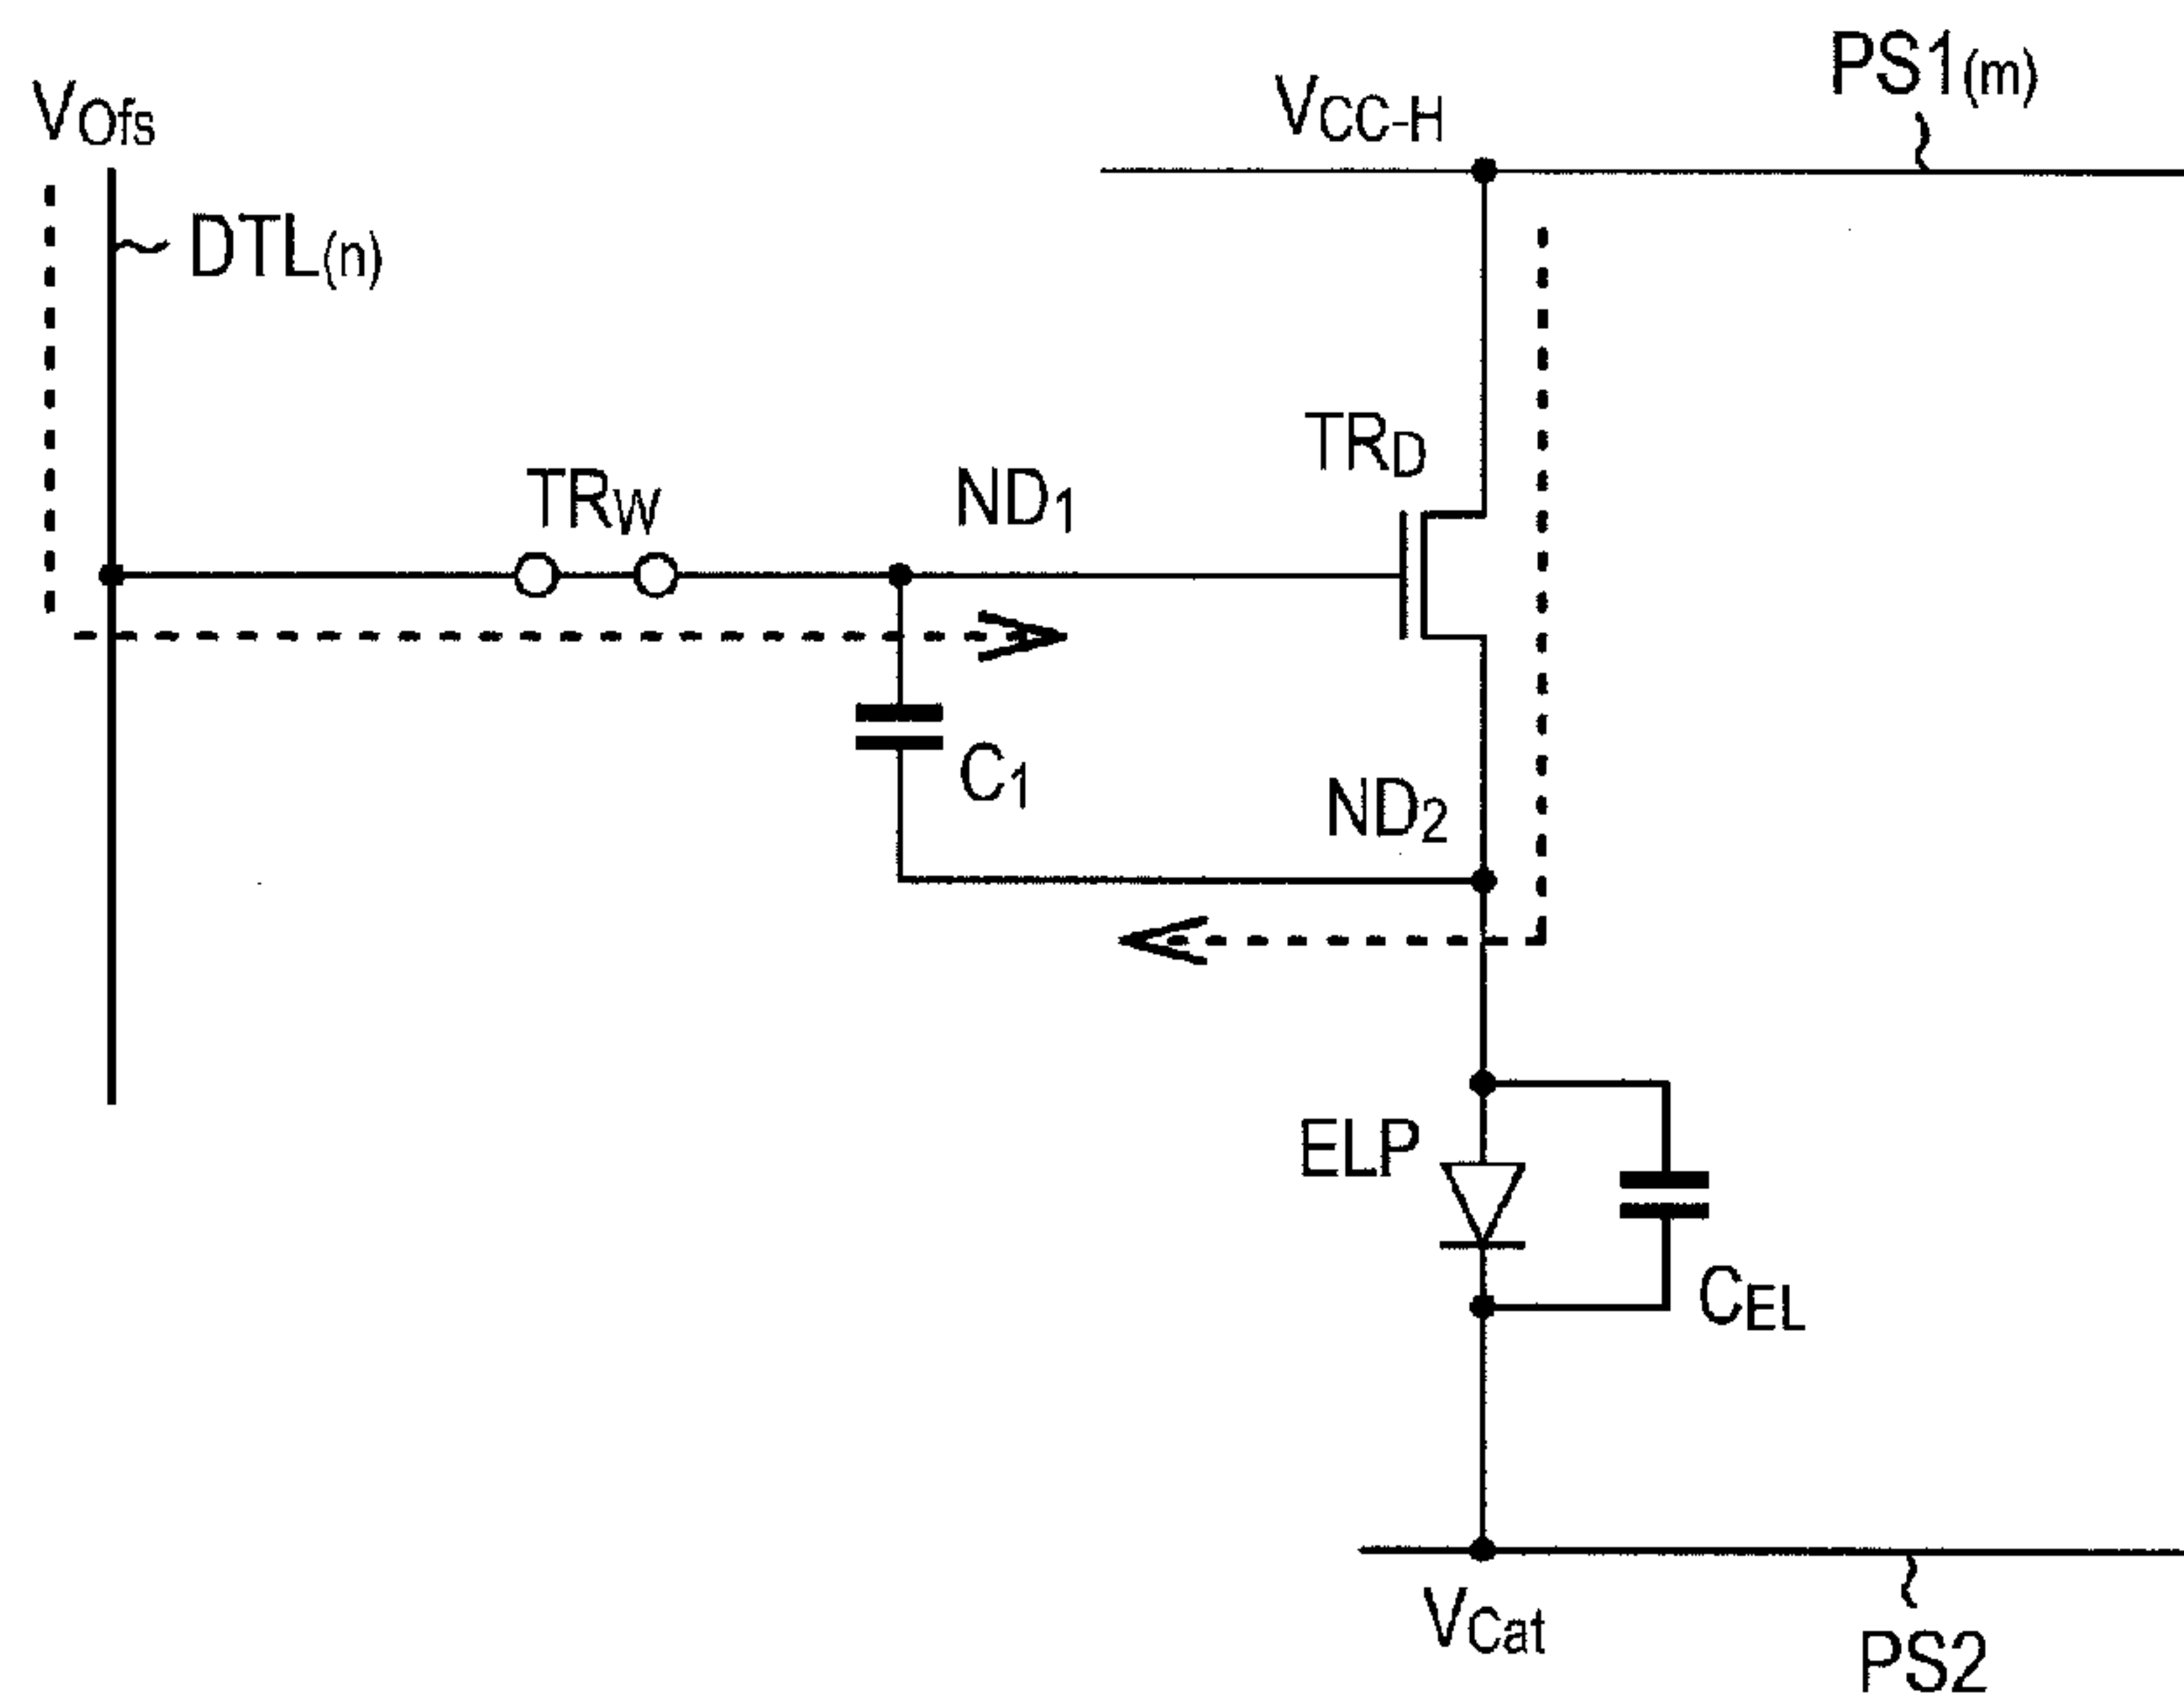 PS1(m)
VCC-H
VOfs
DTL(n)
TRD
TRW
ND1
C1
ND2
ELP
CEL
VCat
PS2